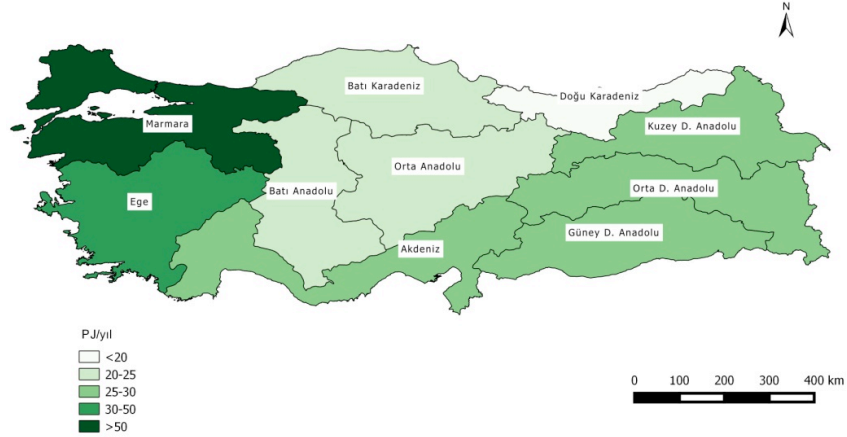 N
Batı Karadeniz
Doğu Karadeniz
Marmara
Kuzey D. Anadolu
Orta Anadolu
Batı Anadolu
Orta D. Anadolu
Ege
Güney D. Anadolu
Akdeniz
PJ/yıl
<20
20-25
25-30
30-50
>50
0 100 200 300 400 km